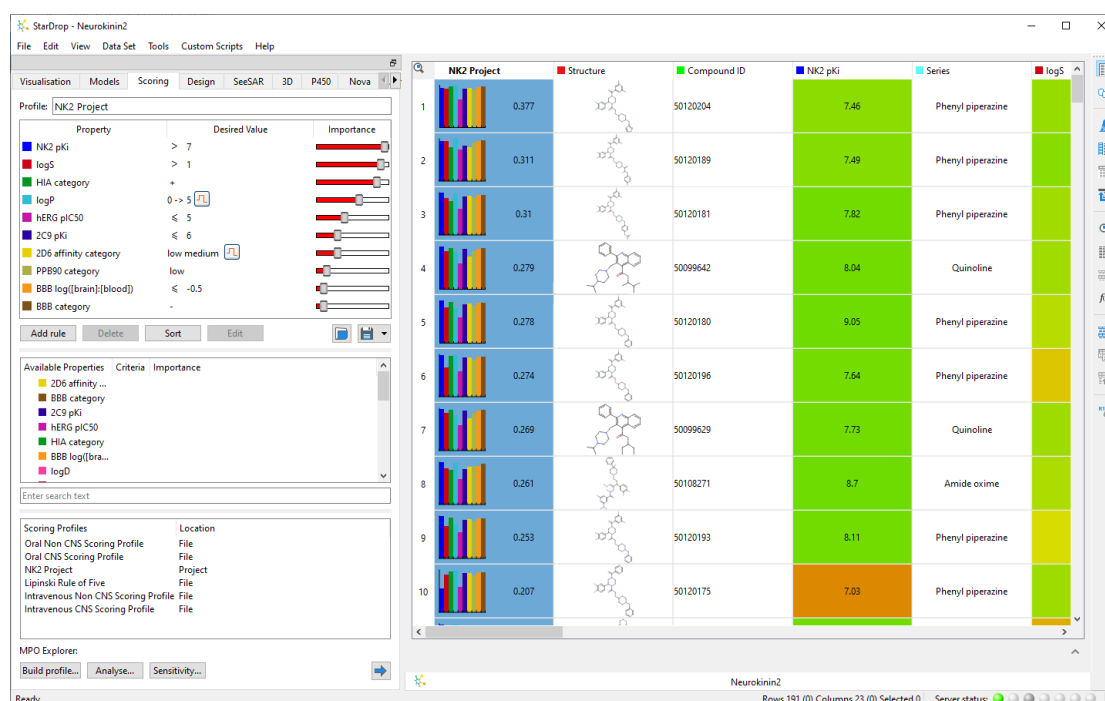 StarDrop - Neurokinin2
File Edit View Data Set Tools Custom Scripts Help
Visualisation Models Scoring Design SeeSAR 3D P450 Nova
Profile: NK2 Project
Property Desired Value Importance
NK2 pKi > 7
logS > 1
HIA category +
logP 0 -> 5
hERG pIC50 ≤ 5
2C9 pKi ≤ 6
2D6 affinity category low medium
PPB90 category low
BBB log([brain]:[blood]) ≤ -0.5
BBB category -
Add rule Delete Sort Edit
Available Properties Criteria Importance
2D6 affinity ...
BBB category
2C9 pKi
hERG pIC50
HIA category
BBB log([bra...
logD
Enter search text
Scoring Profiles Location
Oral Non CNS Scoring Profile File
Oral CNS Scoring Profile File
NK2 Project Project
Lipinski Rule of Five File
Intravenous Non CNS Scoring Profile File
Intravenous CNS Scoring Profile File
MPO Explorer:
Build profile... Analyse... Sensitivity...
Ready
NK2 Project Structure Compound ID NK2 pKi Series logS
1 0.377 50120204 7.46 Phenyl piperazine
2 0.311 50120189 7.49 Phenyl piperazine
3 0.31 50120181 7.82 Phenyl piperazine
4 0.279 50099642 8.04 Quinoline
5 0.278 50120180 9.05 Phenyl piperazine
6 0.274 50120196 7.64 Phenyl piperazine
7 0.269 50099629 7.73 Quinoline
8 0.261 50108271 8.7 Amide oxime
9 0.253 50120193 8.11 Phenyl piperazine
10 0.207 50120175 7.03 Phenyl piperazine
Neurokinin2
Rows 191 (0) Columns 23 (0) Selected 0 Server status: